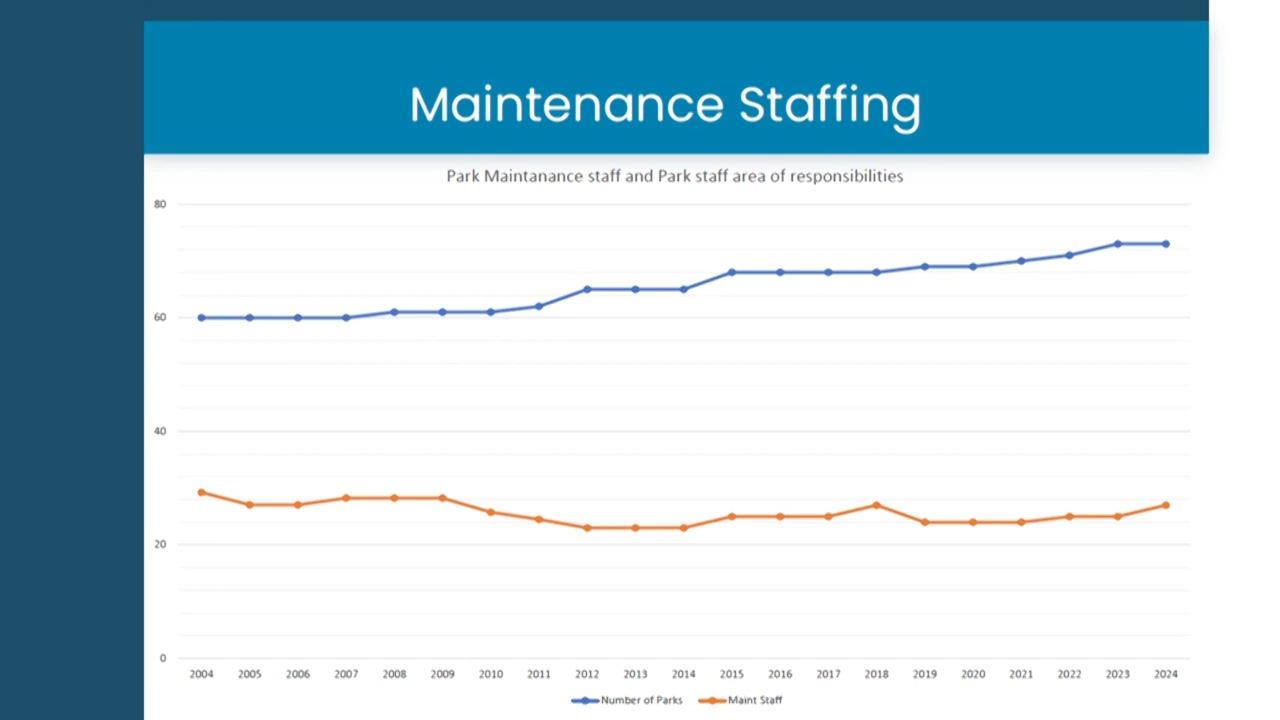 Maintenance Staffing
Park Maintanance staff and Park staff area of responsibilities
80
60
40
20
0
2004 2005 2006 2007 2008 2009 2010 2011 2012 2013 2014 2015 2016 2017 2018 2019 2020 2021 2022 2023 2024
Number of Parks Maint Staff